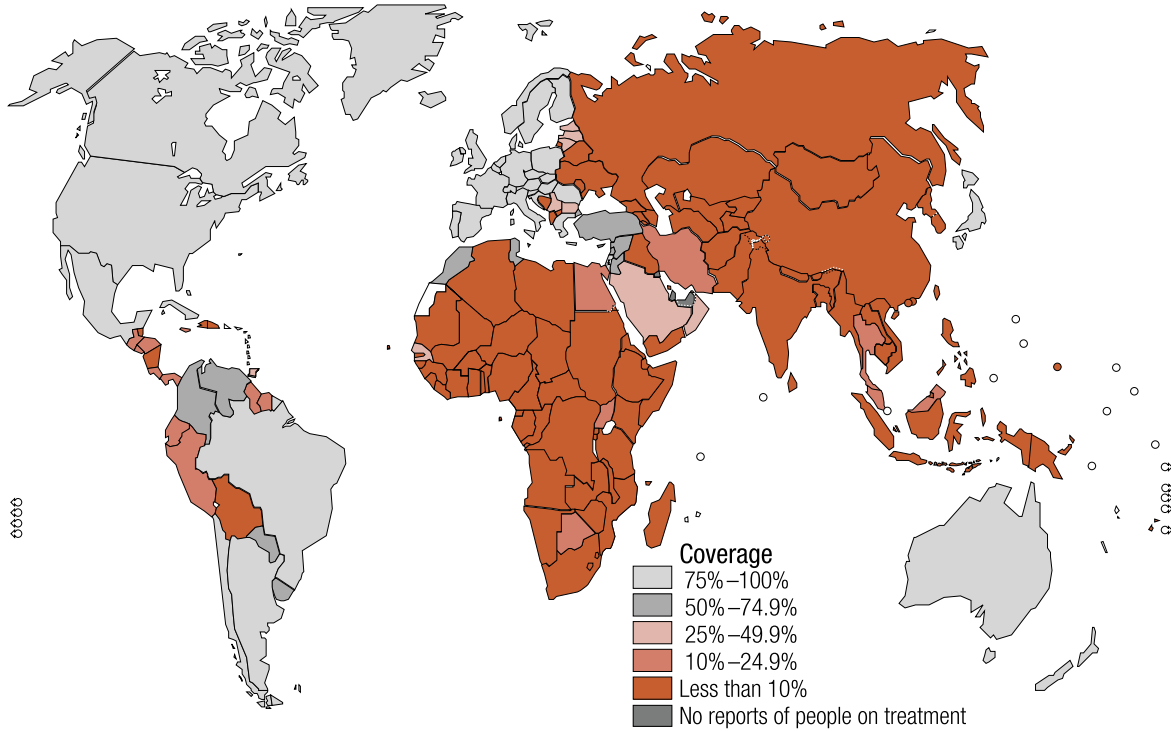 Coverage
75%–100%
50%–74.9%
25%–49.9%
10%–24.9%
Less than 10%
No reports of people on treatment